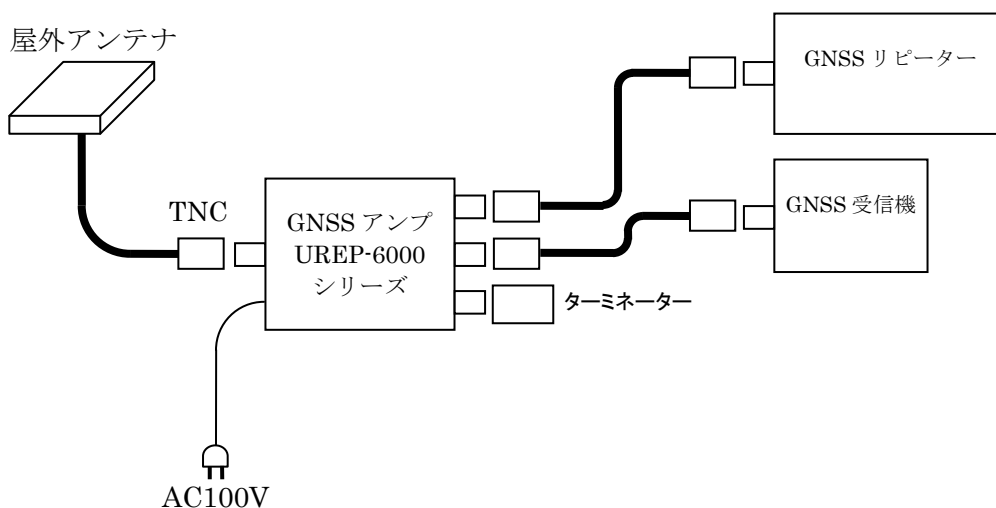 屋外アンテナ
GNSS リピーター
TNC
GNSS アンプ
UREP-6000
シリーズ
GNSS 受信機
ターミネーター
AC100V